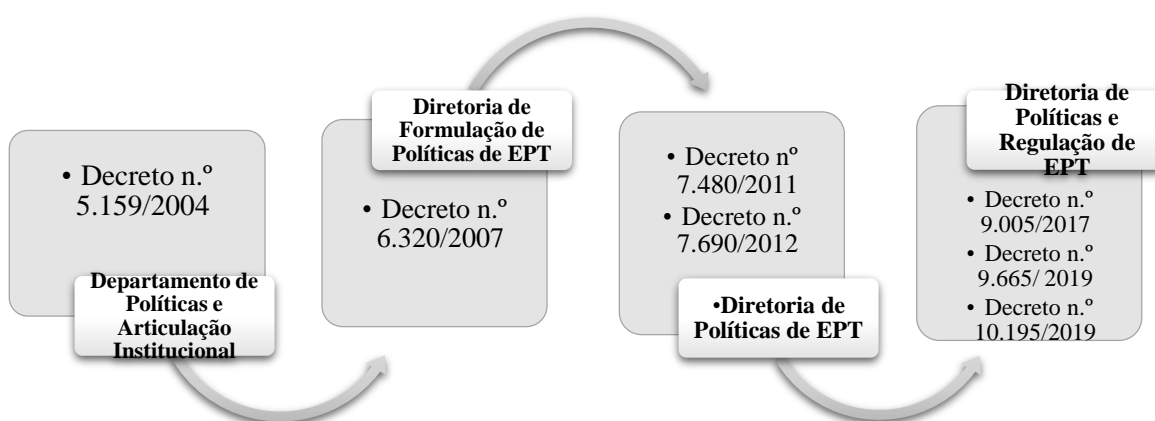 • Decreto n.º
5.159/2004
Departamento de
Políticas e
Articulação
Institucional
Diretoria de
Formulação de
Políticas de EPT
• Decreto n.º
6.320/2007
• Decreto nº
7.480/2011
• Decreto n.º
7.690/2012
•Diretoria de
Políticas de EPT
Diretoria de
Políticas e
Regulação de
EPT
• Decreto n.º
9.005/2017
• Decreto n.º
9.665/ 2019
• Decreto n.º
10.195/2019